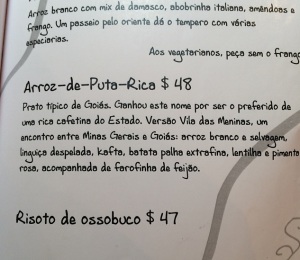 Arroz branco com mix de damasco, abobrinha italiana, amêndoas e
frango. Um passeio pelo oriente dá o tempero com várias
especiarias.
Aos vegetarianos, peça sem o frango
Arroz-de-Puta-Rica $ 48
Prato típico de Goiás. Ganhou este nome por ser o preferido de
uma rica cafetina do Estado. Versão Vila das Meninas, um
encontro entre Minas Gerais e Goiás: arroz branco e selvagem,
linguiça despelada, kafta, batata palha extrafina, lentilha e pimenta
rosa, acompanhada de farofinha de feijão.
Risoto de ossobuco $ 47